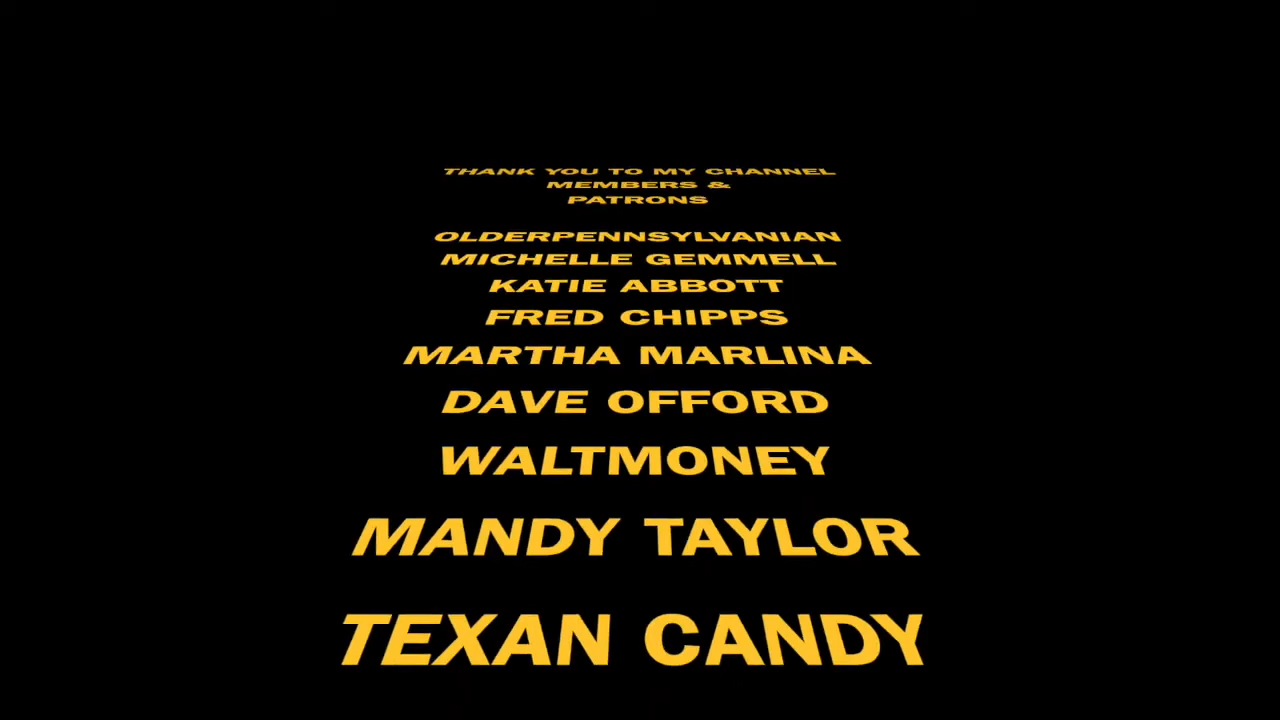 THANK YOU TO MY CHANNEL
MEMBERS &
PATRONS
OLDERPENNSYLVANIAN
MICHELLE GEMMELL
KATIE ABBOTT
FRED CHIPPS
MARTHA MARLINA
DAVE OFFORD
WALTMONEY
MANDY TAYLOR
TEXAN CANDY